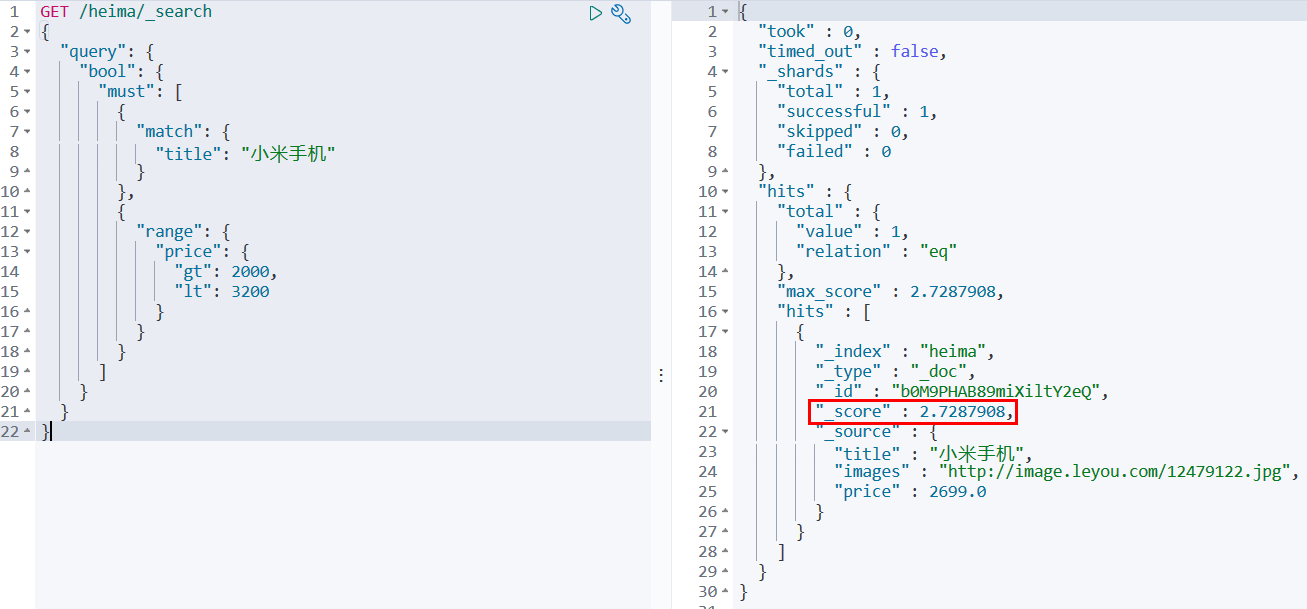 1 GET /heima/_search
2 {
3 "query": {
4 "bool": {
5 "must": [
6 {
7 "match": {
8 "title": "小米手机"
9 }
10 },
11 {
12 "range": {
13 "price": {
14 "gt": 2000,
15 "lt": 3200
16 }
17 }
18 }
19 ]
20 }
21 }
22 }
1 {
2 "took" : 0,
3 "timed_out" : false,
4 "_shards" : {
5 "total" : 1,
6 "successful" : 1,
7 "skipped" : 0,
8 "failed" : 0
9 },
10 "hits" : {
11 "total" : {
12 "value" : 1,
13 "relation" : "eq"
14 },
15 "max_score" : 2.7287908,
16 "hits" : [
17 {
18 "_index" : "heima",
19 "_type" : "_doc",
20 "_id" : "b0M9PHAB89miXiltY2eQ",
21 "_score" : 2.7287908,
22 "_source" : {
23 "title" : "小米手机",
24 "images" : "http://image.leyou.com/12479122.jpg",
25 "price" : 2699.0
26 }
27 }
28 ]
29 }
30 }